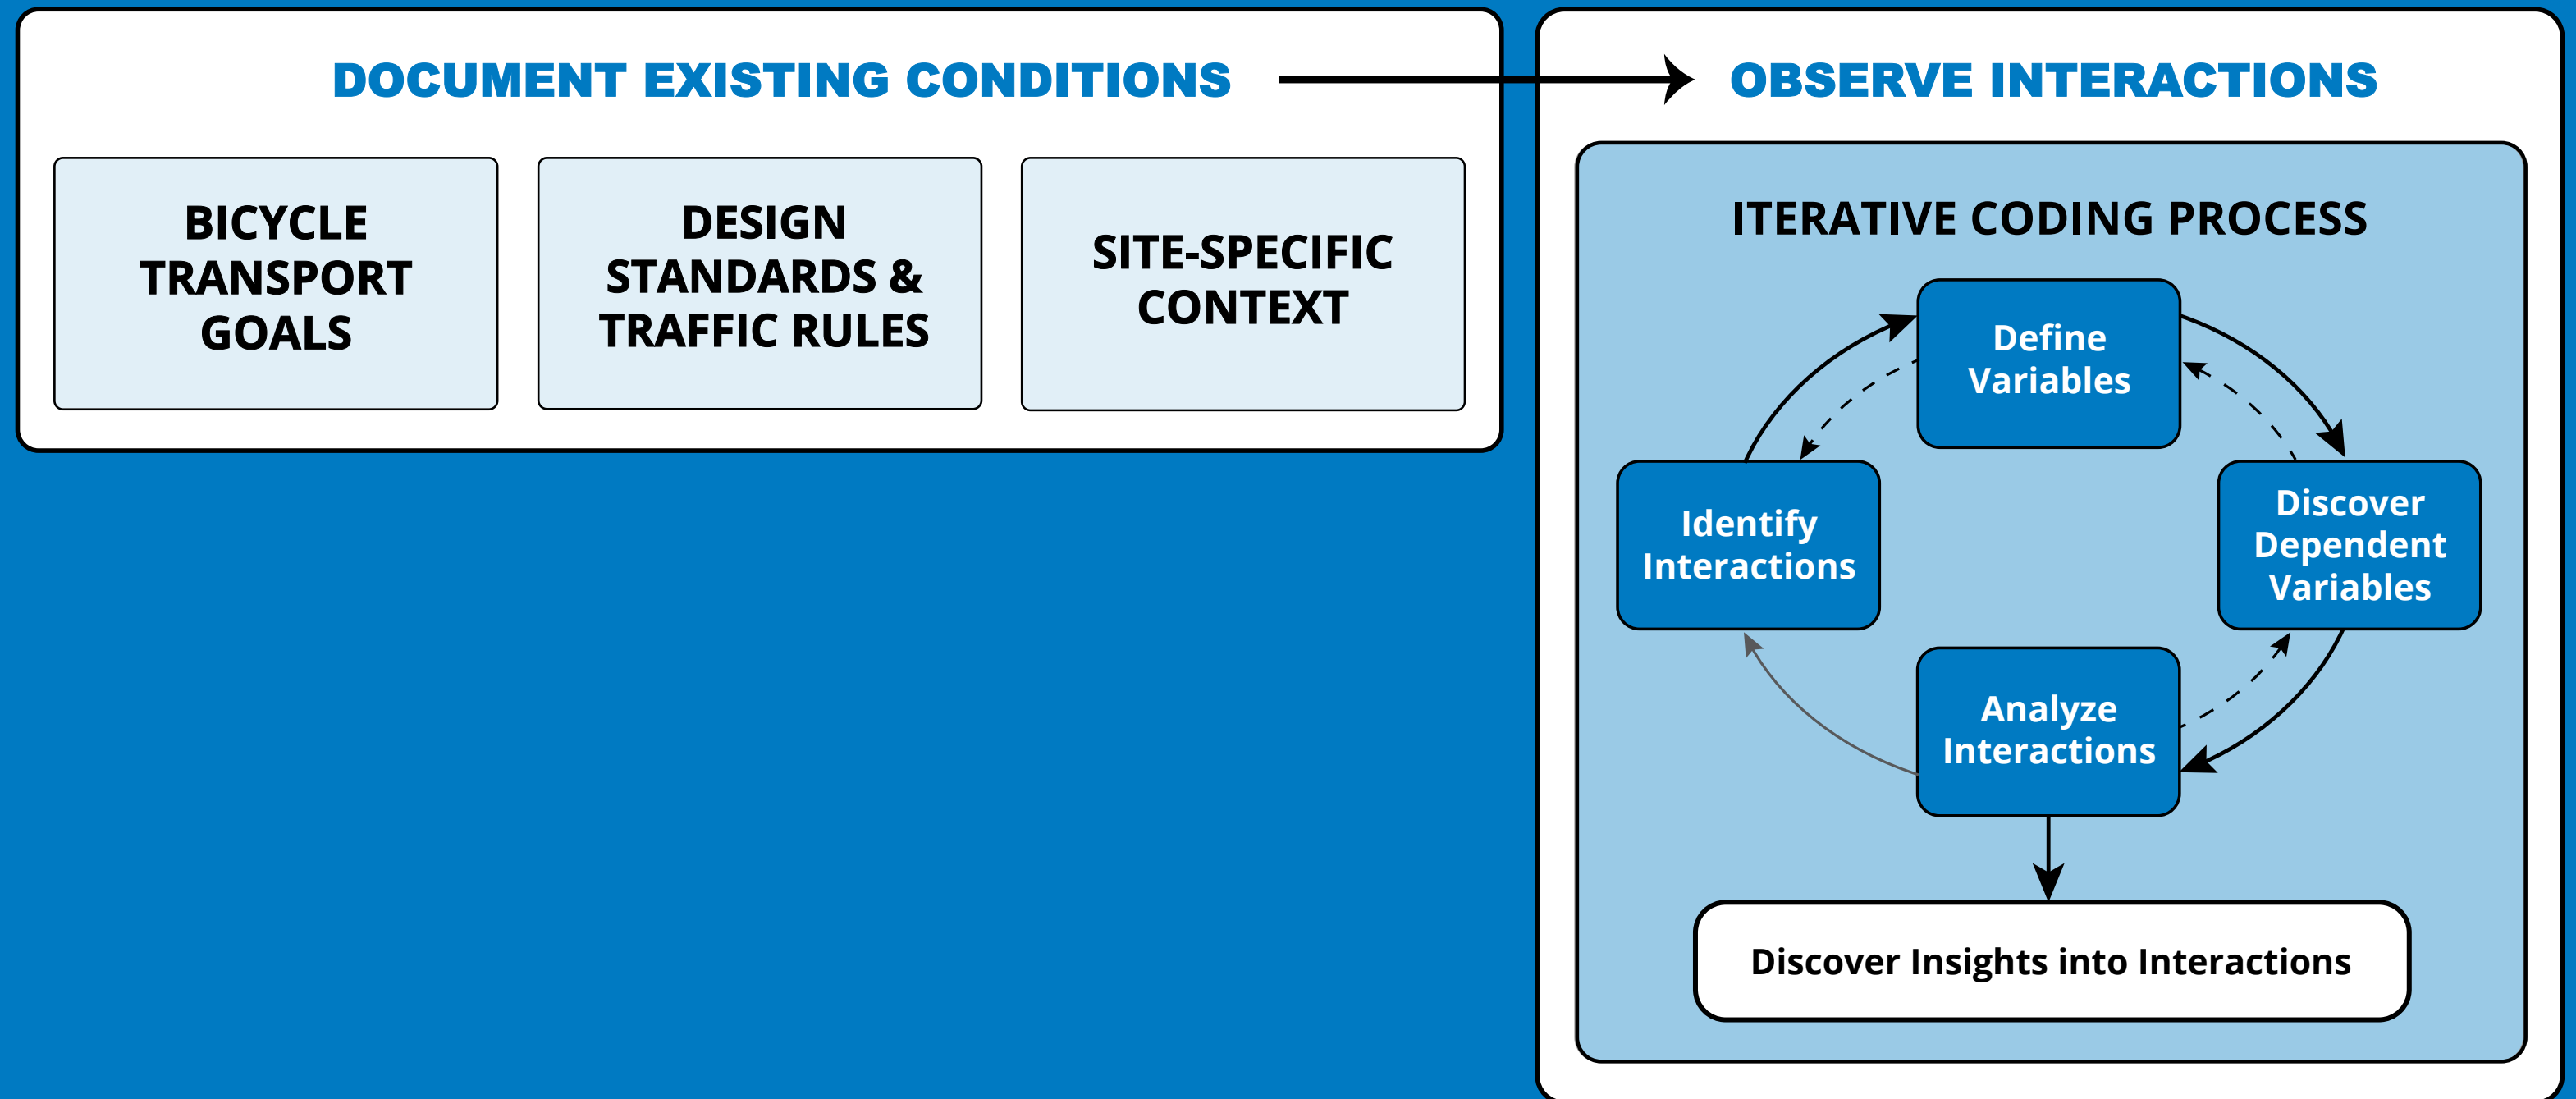 DOCUMENT EXISTING CONDITIONS
BICYCLE
TRANSPORT
GOALS
DESIGN
STANDARDS &
TRAFFIC RULES
SITE-SPECIFIC
CONTEXT
OBSERVE INTERACTIONS
ITERATIVE CODING PROCESS
Define
Variables
Identify
Interactions
Discover
Dependent
Variables
Analyze
Interactions
Discover Insights into Interactions